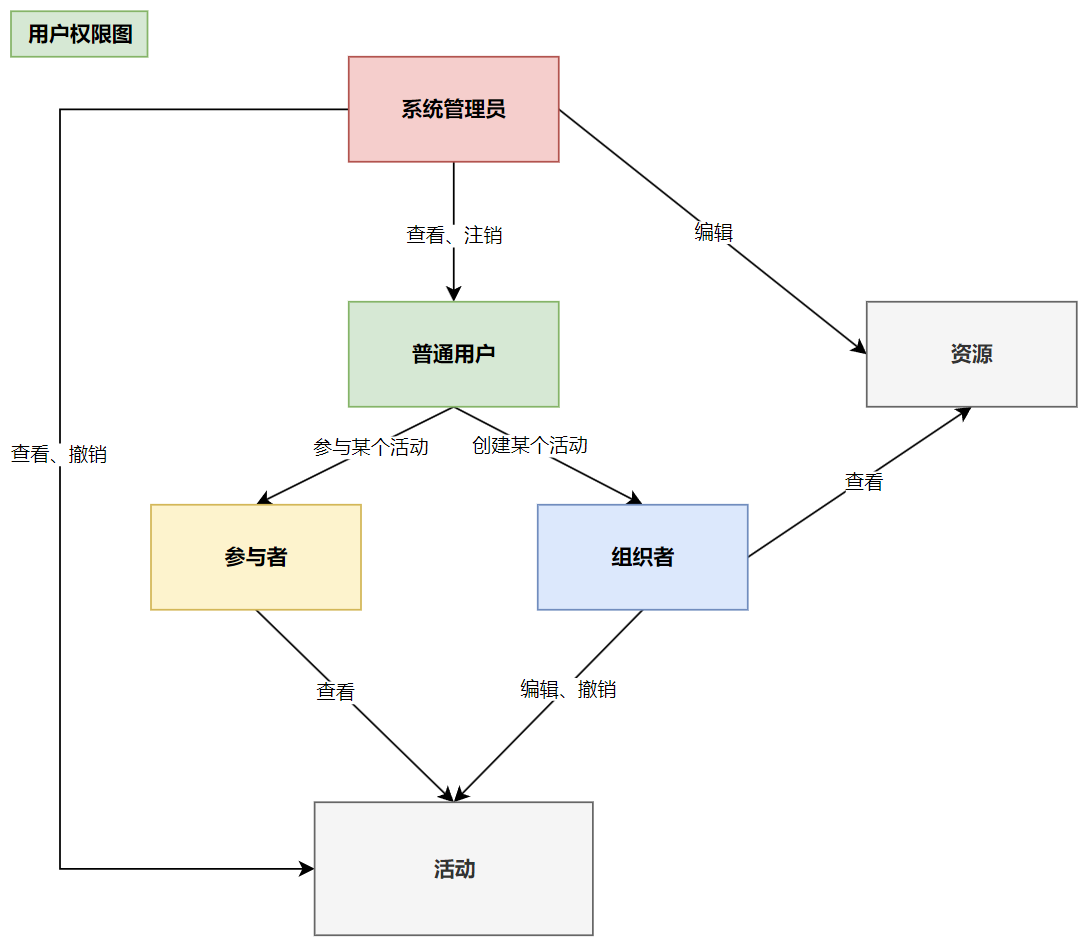 用户权限图
系统管理员
查看、注销
编辑
普通用户
资源
参与某个活动
创建某个活动
查看、撤销
查看
参与者
组织者
查看
编辑、撤销
活动